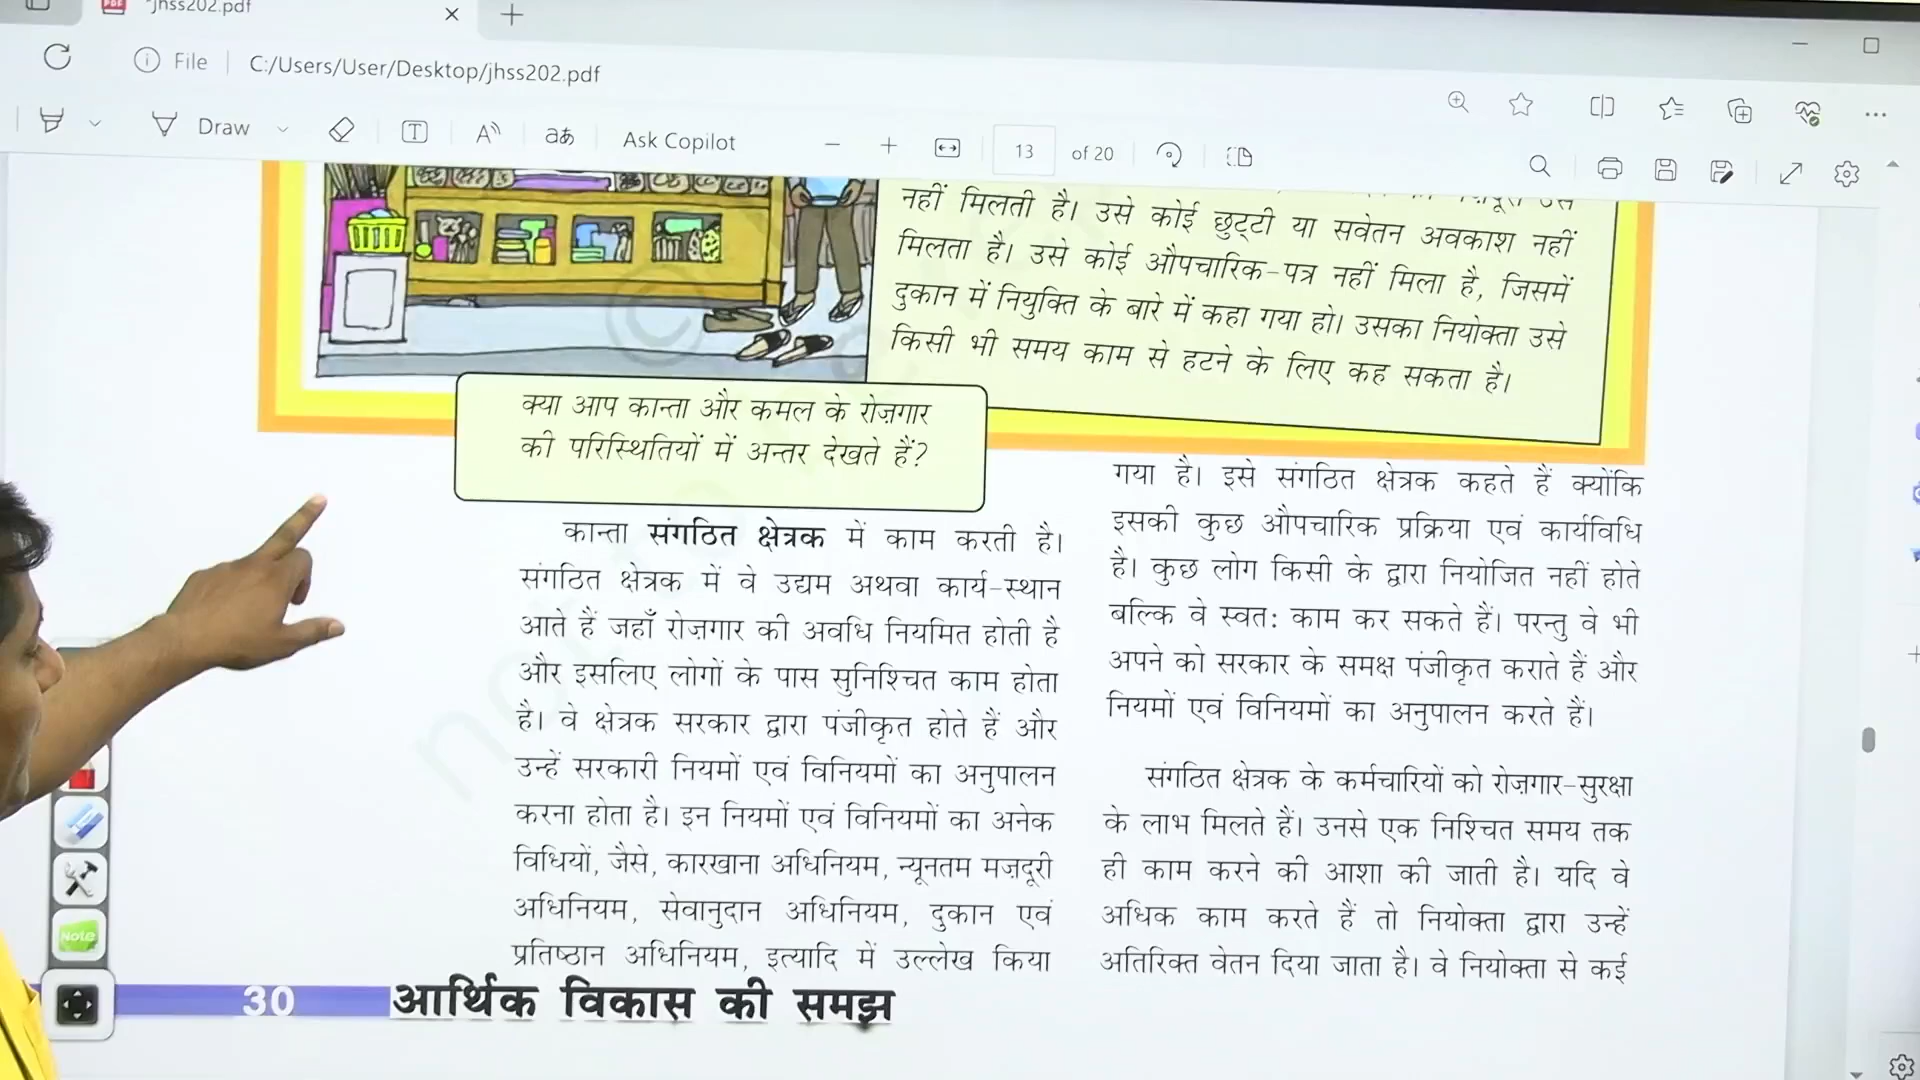 jhss202.pdf
File
C:/Users/User/Desktop/jhss202.pdf
Draw
Ask Copilot
13
of 20
नहीं मिलती है। उसे कोई छुट्टी या सवेतन अवकाश नहीं
मिलता है। उसे कोई औपचारिक-पत्र नहीं मिला है, जिसमें
दुकान में नियुक्ति के बारे में कहा गया हो। उसका नियोक्ता उसे
किसी भी समय काम से हटने के लिए कह सकता है।
क्या आप कान्ता और कमल के रोज़गार
की परिस्थितियों में अन्तर देखते हैं?
कान्ता संगठित क्षेत्रक में काम करती है।
संगठित क्षेत्रक में वे उद्यम अथवा कार्य-स्थान
आते हैं जहाँ रोज़गार की अवधि नियमित होती है
और इसलिए लोगों के पास सुनिश्चित काम होता
है। वे क्षेत्रक सरकार द्वारा पंजीकृत होते हैं और
उन्हें सरकारी नियमों एवं विनियमों का अनुपालन
करना होता है। इन नियमों एवं विनियमों का अनेक
विधियों, जैसे, कारखाना अधिनियम, न्यूनतम मज़दूरी
अधिनियम, सेवानुदान अधिनियम, दुकान एवं
प्रतिष्ठान अधिनियम, इत्यादि में उल्लेख किया
गया है। इसे संगठित क्षेत्रक कहते हैं क्योंकि
इसकी कुछ औपचारिक प्रक्रिया एवं कार्यविधि
है। कुछ लोग किसी के द्वारा नियोजित नहीं होते
बल्कि वे स्वत: काम कर सकते हैं। परन्तु वे भी
अपने को सरकार के समक्ष पंजीकृत कराते हैं और
नियमों एवं विनियमों का अनुपालन करते हैं।
संगठित क्षेत्रक के कर्मचारियों को रोज़गार-सुरक्षा
के लाभ मिलते हैं। उनसे एक निश्चित समय तक
ही काम करने की आशा की जाती है। यदि वे
अधिक काम करते हैं तो नियोक्ता द्वारा उन्हें
अतिरिक्त वेतन दिया जाता है। वे नियोक्ता से कई
Note
30
आर्थिक विकास की समझ